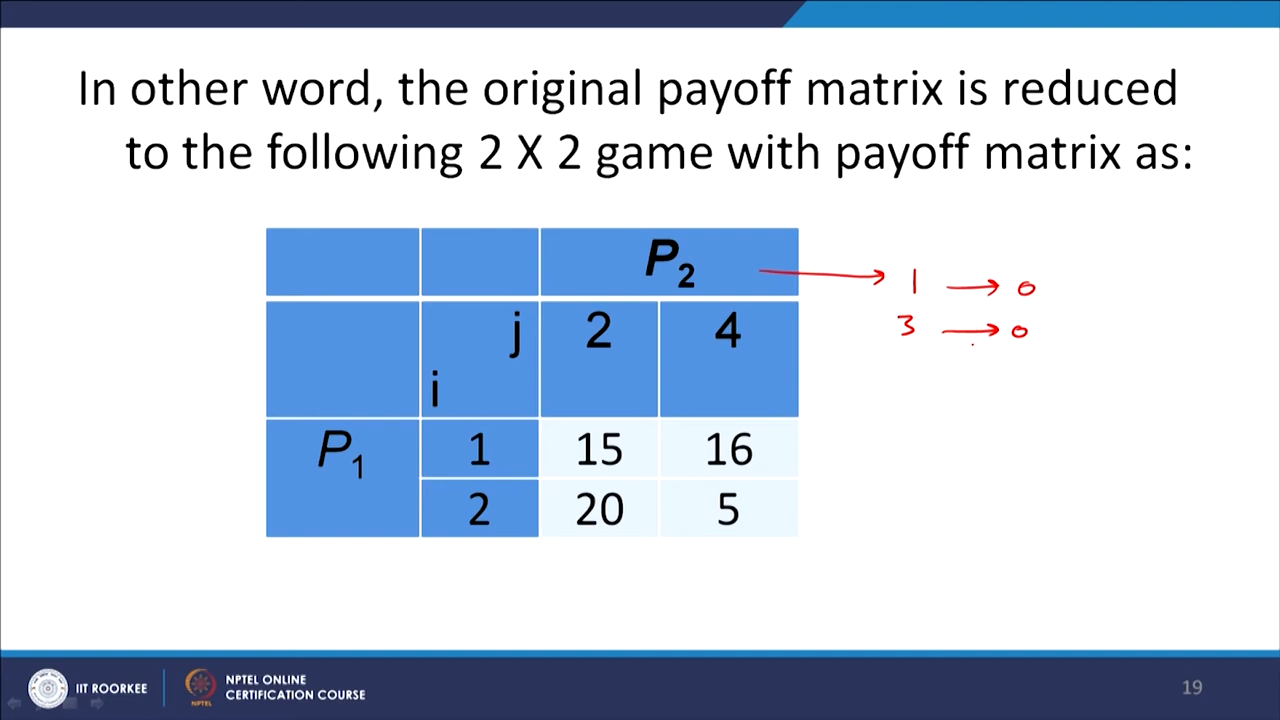 In other word, the original payoff matrix is reduced
to the following 2 X 2 game with payoff matrix as:
P2
1 → 0
3 → 0
j 2 4
i
P1 1 15 16
2 20 5
IIT ROORKEE NPTEL ONLINE CERTIFICATION COURSE
NPTEL
19